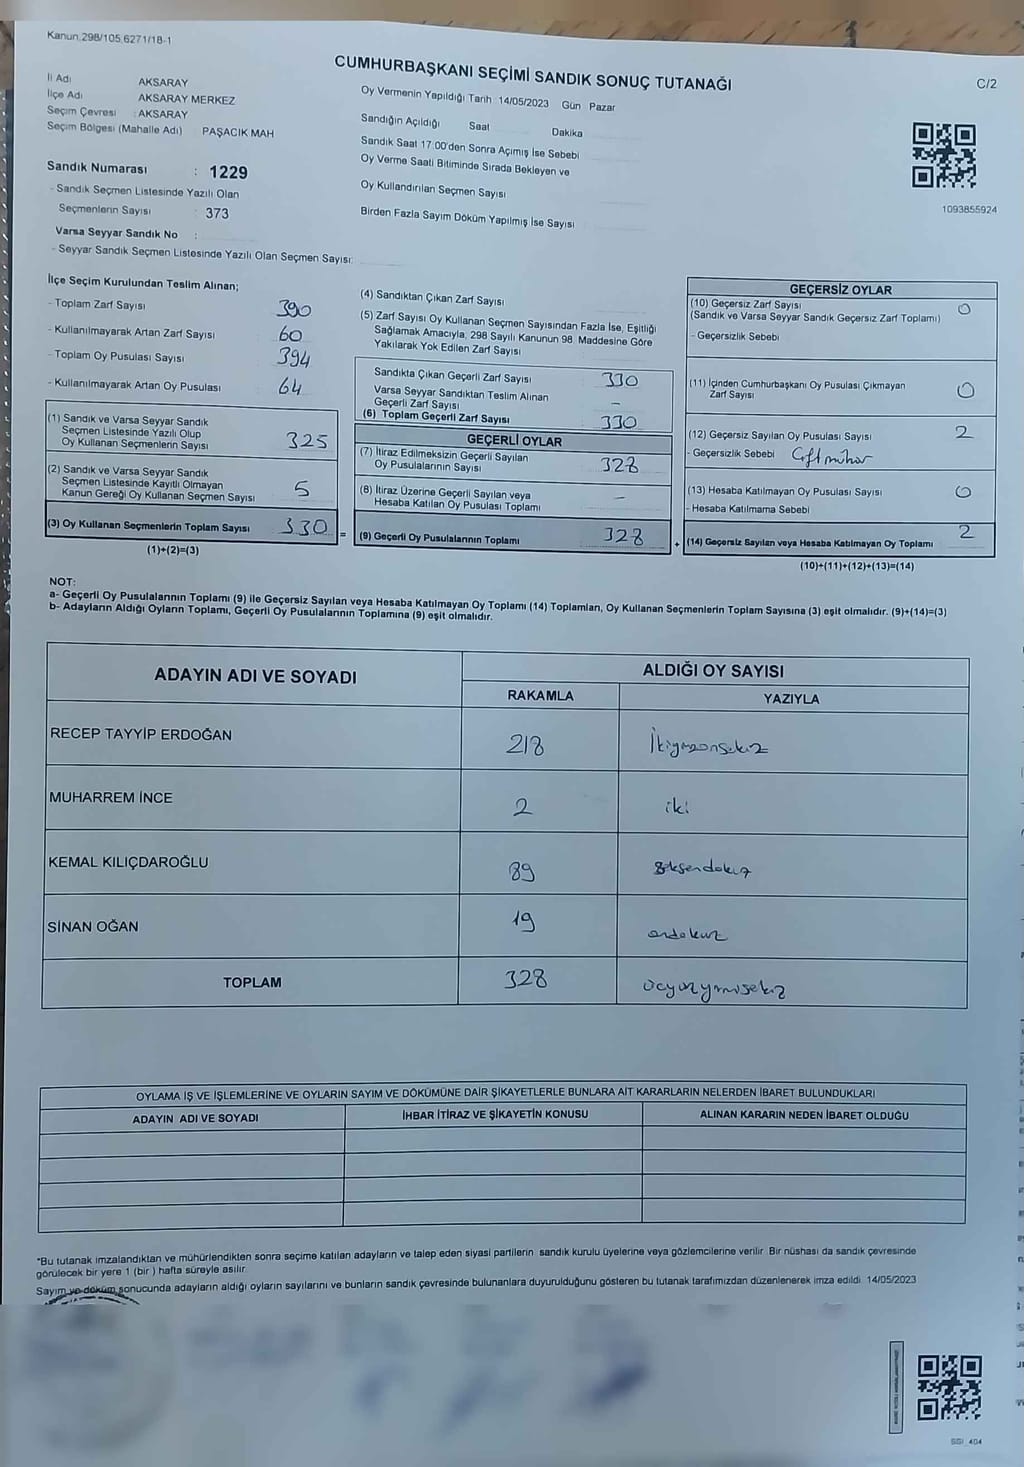 Kanun.298/105,6271/18-1
CUMHURBAŞKANI SEÇİMİ SANDIK SONUÇ TUTANAĞI
C/2
İl Adı AKSARAY
İlçe Adı AKSARAY MERKEZ
Seçim Çevresi : AKSARAY
Seçim Bölgesi (Mahalle Adı) PAŞACIK MAH
Sandık Numarası : 1229
- Sandık Seçmen Listesinde Yazılı Olan
Seçmenlerin Sayısı : 373
Varsa Seyyar Sandık No :
- Seyyar Sandık Seçmen Listesinde Yazılı Olan Seçmen Sayısı:
Oy Vermenin Yapıldığı Tarih : 14/05/2023 Gün Pazar
Sandığın Açıldığı Saat Dakika
Sandık Saat 17:00'den Sonra Açımış İse Sebebi
Oy Verme Saati Bitiminde Sırada Bekleyen ve
Oy Kullandırılan Seçmen Sayısı
Birden Fazla Sayım Döküm Yapılmış İse Sayısı
1093855924
İlçe Seçim Kurulundan Teslim Alınan;
- Toplam Zarf Sayısı 390
- Kullanılmayarak Artan Zarf Sayısı 60
- Toplam Oy Pusulası Sayısı 394
- Kullanılmayarak Artan Oy Pusulası 64
(1) Sandık ve Varsa Seyyar Sandık
Seçmen Listesinde Yazılı Olup
Oy Kullanan Seçmenlerin Sayısı 325
(2) Sandık ve Varsa Seyyar Sandık
Seçmen Listesinde Kayıtlı Olmayan
Kanun Gereği Oy Kullanan Seçmen Sayısı 5
(3) Oy Kullanan Seçmenlerin Toplam Sayısı 330 =
(1)+(2)=(3)
(4) Sandıktan Çıkan Zarf Sayısı
(5) Zarf Sayısı Oy Kullanan Seçmen Sayısından Fazla İse, Eşitliği
Sağlamak Amacıyla, 298 Sayılı Kanunun 98. Maddesine Göre
Yakılarak Yok Edilen Zarf Sayısı
Sandıkta Çıkan Geçerli Zarf Sayısı 330
Varsa Seyyar Sandıktan Teslim Alınan
Geçerli Zarf Sayısı -
(6) Toplam Geçerli Zarf Sayısı 330
GEÇERLİ OYLAR
(7) İtiraz Edilmeksizin Geçerli Sayılan
Oy Pusulalarının Sayısı 328
(8) İtiraz Üzerine Geçerli Sayılan veya
Hesaba Katılan Oy Pusulası Toplamı -
(9) Geçerli Oy Pusulalarının Toplamı 328 +
GEÇERSİZ OYLAR
(10) Geçersiz Zarf Sayısı 0
(Sandık ve Varsa Seyyar Sandık Geçersiz Zarf Toplamı)
- Geçersizlik Sebebi
(11) İçinden Cumhurbaşkanı Oy Pusulası Çıkmayan
Zarf Sayısı 0
(12) Geçersiz Sayılan Oy Pusulası Sayısı 2
- Geçersizlik Sebebi Çift mühür
(13) Hesaba Katılmayan Oy Pusulası Sayısı 0
- Hesaba Katılmama Sebebi
(14) Geçersiz Sayılan veya Hesaba Katılmayan Oy Toplamı 2
(10)+(11)+(12)+(13)=(14)
NOT:
a- Geçerli Oy Pusulalarının Toplamı (9) ile Geçersiz Sayılan veya Hesaba Katılmayan Oy Toplamı (14) Toplamları, Oy Kullanan Seçmenlerin Toplam Sayısına (3) eşit olmalıdır. (9)+(14)=(3)
b- Adayların Aldığı Oyların Toplamı, Geçerli Oy Pusulalarının Toplamına (9) eşit olmalıdır.
ADAYIN ADI VE SOYADI ALDIĞI OY SAYISI
RAKAMLA YAZIYLA
RECEP TAYYİP ERDOĞAN 218 İkiyüzonsekiz
MUHARREM İNCE 2 iki
KEMAL KILIÇDAROĞLU 89 seksendokuz
SİNAN OĞAN 19 ondokuz
TOPLAM 328 üçyüzyirmisekiz
OYLAMA İŞ VE İŞLEMLERİNE VE OYLARIN SAYIM VE DÖKÜMÜNE DAİR ŞİKAYETLERLE BUNLARA AİT KARARLARIN NELERDEN İBARET BULUNDUKLARI
ADAYIN ADI VE SOYADI İHBAR İTİRAZ VE ŞİKAYETİN KONUSU ALINAN KARARIN NEDEN İBARET OLDUĞU
*Bu tutanak imzalandıktan ve mühürlendikten sonra seçime katılan adayların ve talep eden siyasi partilerin sandık kurulu üyelerine veya gözlemcilerine verilir. Bir nüshası da sandık çevresinde
görülecek bir yere 1 (bir ) hafta süreyle asılır.
Sayım ve döküm sonucunda adayların aldığı oyların sayılarını ve bunların sandık çevresinde bulunanlara duyurulduğunu gösteren bu tutanak tarafımızdan düzenlenerek imza edildi. 14/05/2023